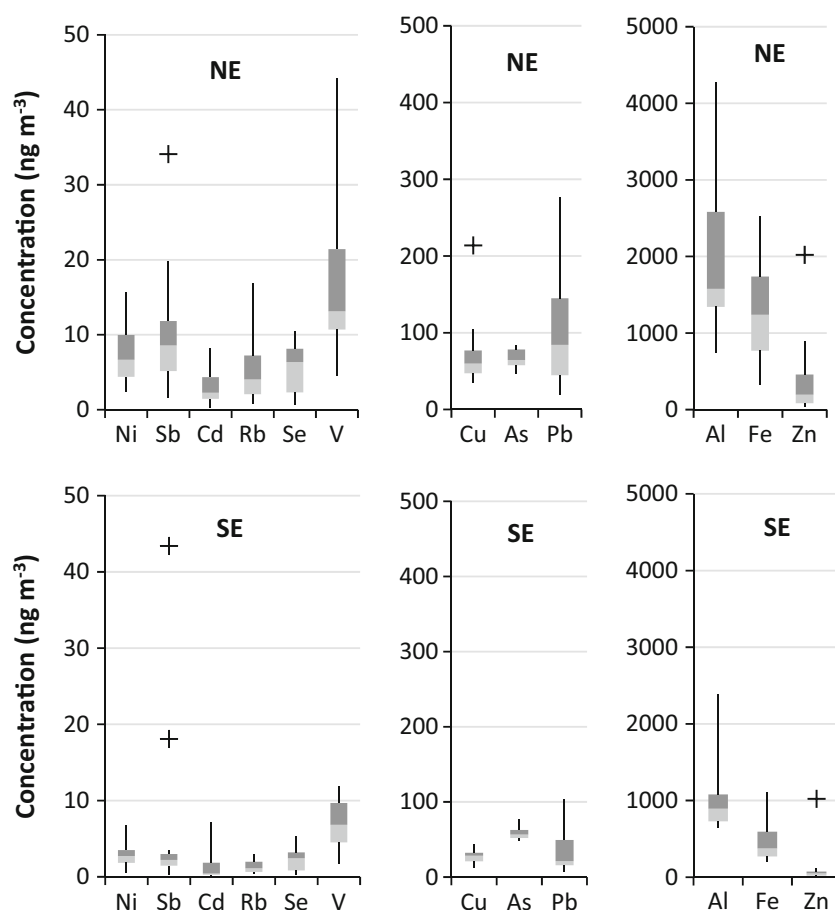 Concentration (ng m⁻³)
NE
50
40
30
20
10
0
Ni Sb Cd Rb Se V
NE
500
400
300
200
100
0
Cu As Pb
NE
5000
4000
3000
2000
1000
0
Al Fe Zn
Concentration (ng m⁻³)
SE
50
40
30
20
10
0
Ni Sb Cd Rb Se V
SE
500
400
300
200
100
0
Cu As Pb
SE
5000
4000
3000
2000
1000
0
Al Fe Zn